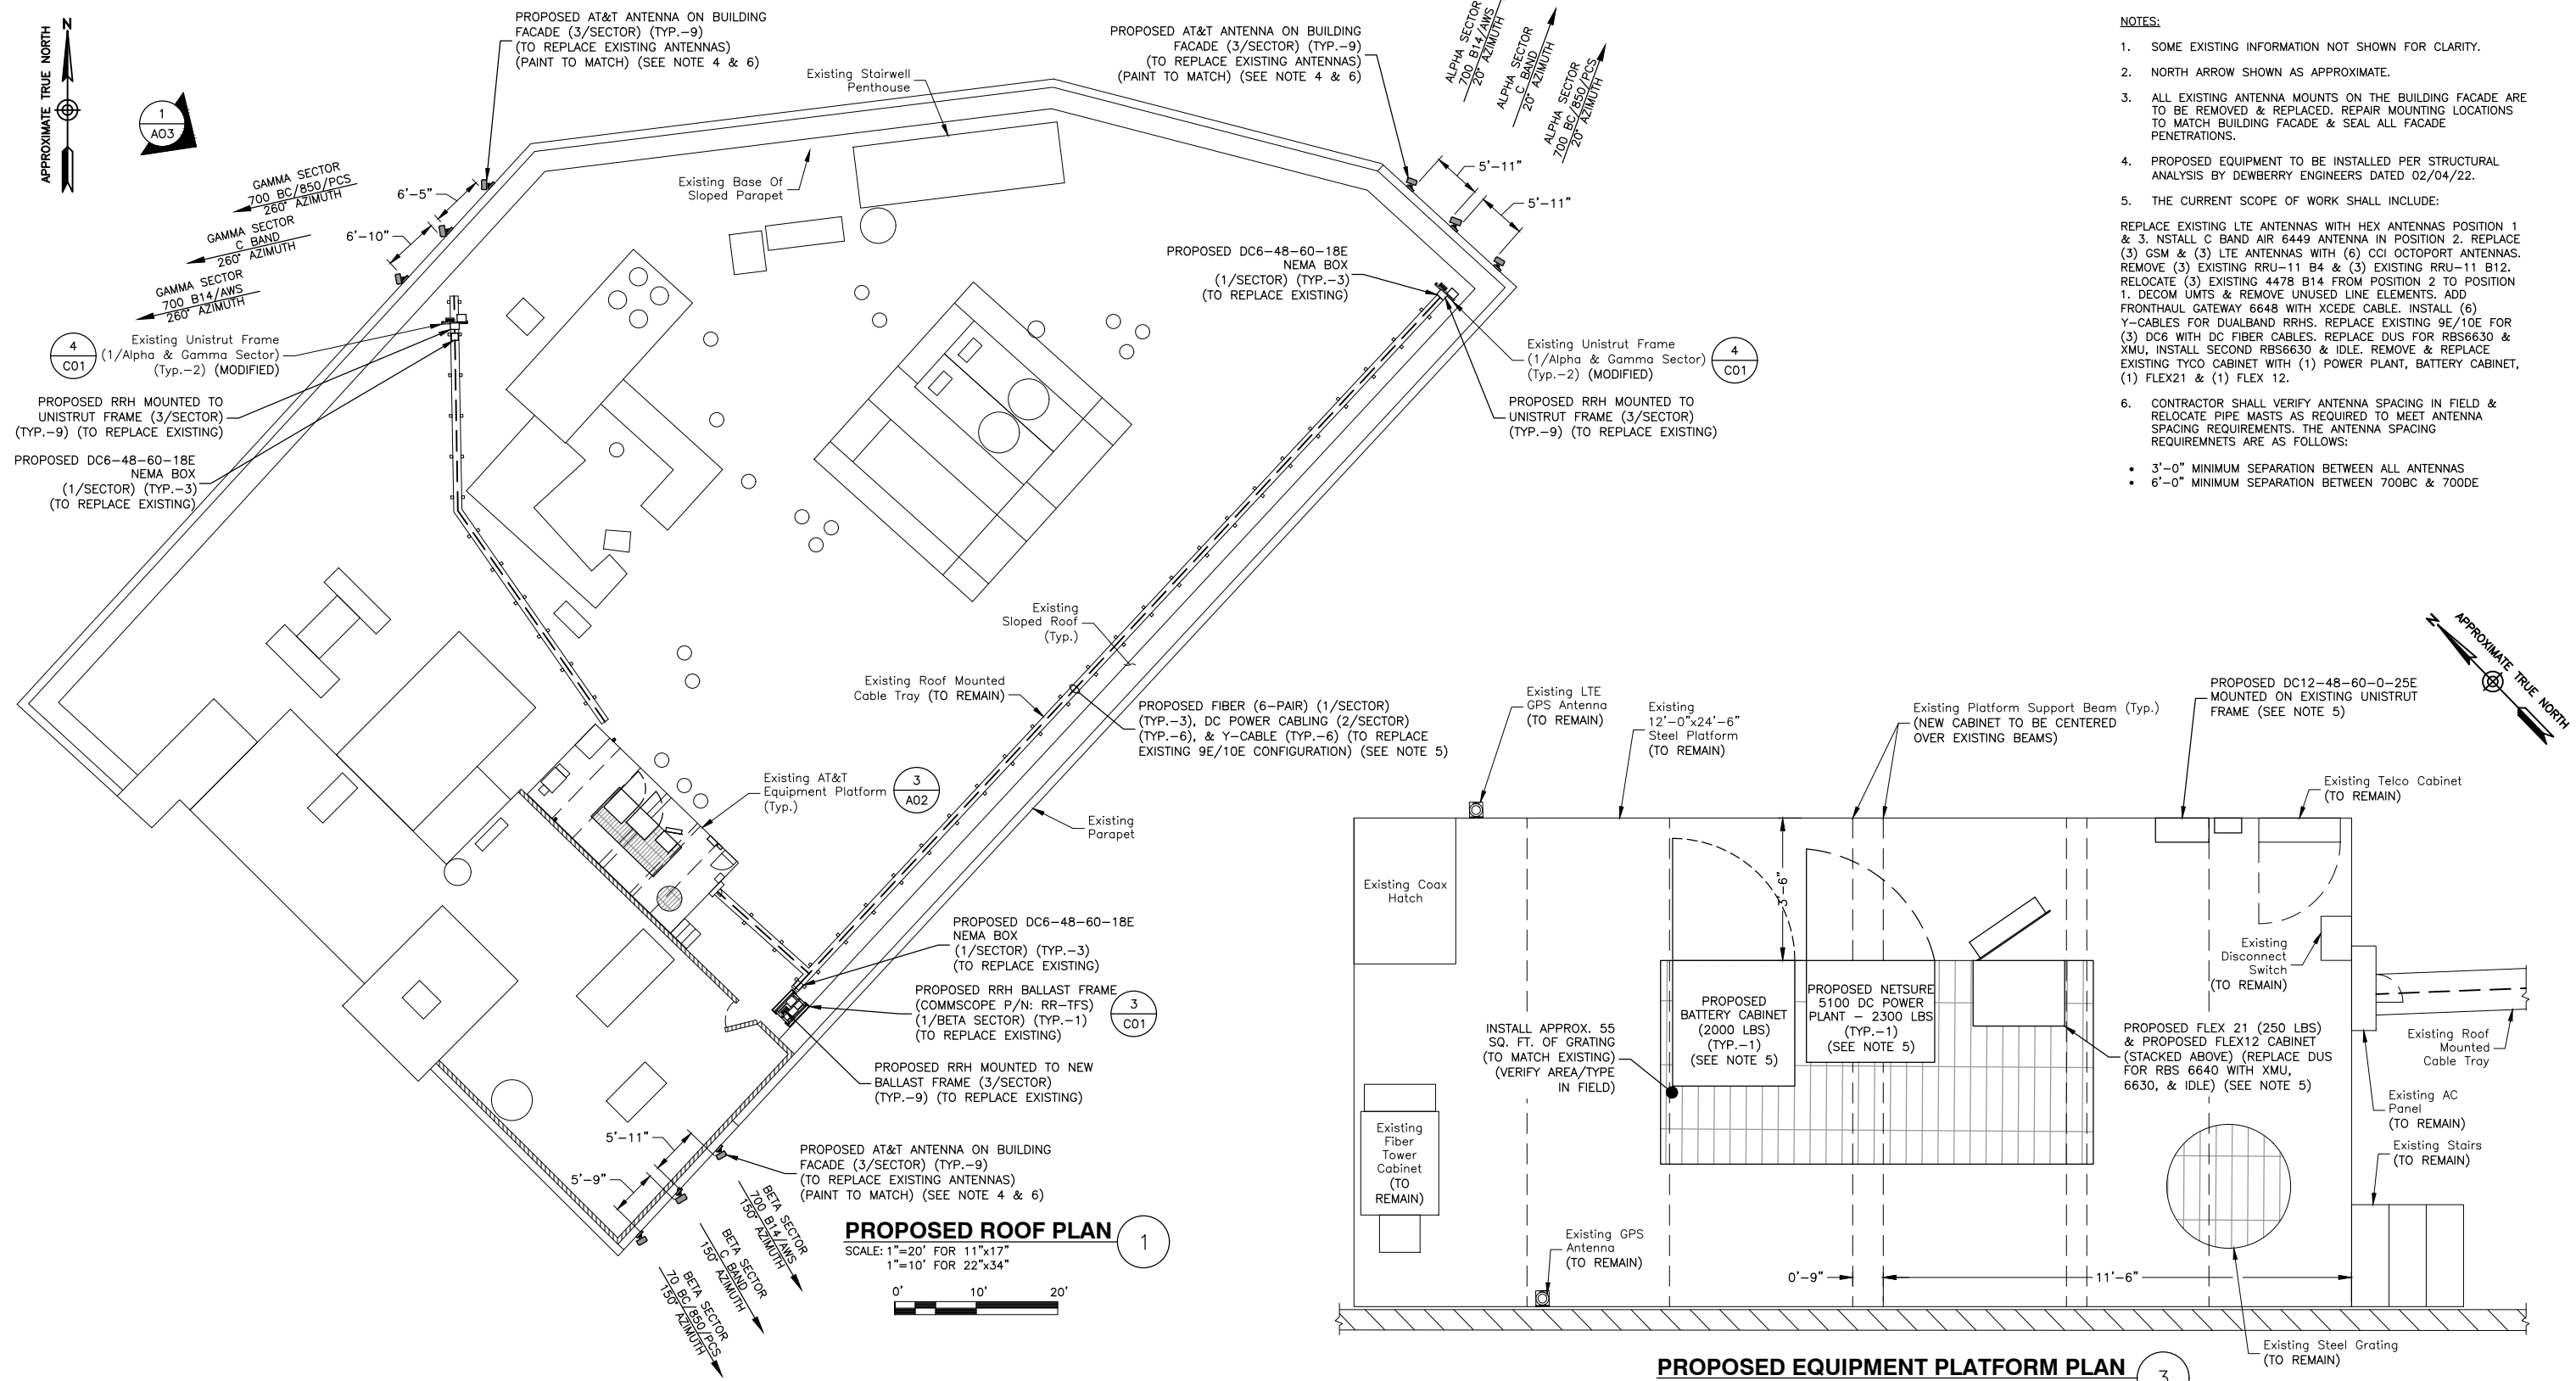 APPROXIMATE TRUE NORTH
N
1
A03
PROPOSED AT&T ANTENNA ON BUILDING
FACADE (3/SECTOR) (TYP.-9)
(TO REPLACE EXISTING ANTENNAS)
(PAINT TO MATCH) (SEE NOTE 4 & 6)
Existing Stairwell
Penthouse
PROPOSED AT&T ANTENNA ON BUILDING
FACADE (3/SECTOR) (TYP.-9)
(TO REPLACE EXISTING ANTENNAS)
(PAINT TO MATCH) (SEE NOTE 4 & 6)
ALPHA SECTOR
700 B14/AWS
20° AZIMUTH
ALPHA SECTOR
C BAND
20° AZIMUTH
ALPHA SECTOR
700 BC/850/PCS
20° AZIMUTH
5'-11"
5'-11"
GAMMA SECTOR
700 BC/850/PCS
260° AZIMUTH
GAMMA SECTOR
C BAND
260° AZIMUTH
GAMMA SECTOR
700 B14/AWS
260° AZIMUTH
6'-5"
6'-10"
Existing Base Of
Sloped Parapet
PROPOSED DC6-48-60-18E
NEMA BOX
(1/SECTOR) (TYP.-3)
(TO REPLACE EXISTING)
4
C01
Existing Unistrut Frame
(1/Alpha & Gamma Sector)
(Typ.-2) (MODIFIED)
PROPOSED RRH MOUNTED TO
UNISTRUT FRAME (3/SECTOR)
(TYP.-9) (TO REPLACE EXISTING)
PROPOSED DC6-48-60-18E
NEMA BOX
(1/SECTOR) (TYP.-3)
(TO REPLACE EXISTING)
Existing Unistrut Frame
(1/Alpha & Gamma Sector)
(Typ.-2) (MODIFIED)
4
C01
PROPOSED RRH MOUNTED TO
UNISTRUT FRAME (3/SECTOR)
(TYP.-9) (TO REPLACE EXISTING)
Existing
Sloped Roof
(Typ.)
Existing Roof Mounted
Cable Tray (TO REMAIN)
PROPOSED FIBER (6-PAIR) (1/SECTOR)
(TYP.-3), DC POWER CABLING (2/SECTOR)
(TYP.-6), & Y-CABLE (TYP.-6) (TO REPLACE
EXISTING 9E/10E CONFIGURATION) (SEE NOTE 5)
Existing AT&T
Equipment Platform
(Typ.)
3
A02
Existing
Parapet
PROPOSED DC6-48-60-18E
NEMA BOX
(1/SECTOR) (TYP.-3)
(TO REPLACE EXISTING)
PROPOSED RRH BALLAST FRAME
(COMMSCOPE P/N: RR-TFS)
(1/BETA SECTOR) (TYP.-1)
(TO REPLACE EXISTING)
3
C01
PROPOSED RRH MOUNTED TO NEW
BALLAST FRAME (3/SECTOR)
(TYP.-9) (TO REPLACE EXISTING)
5'-11"
5'-9"
PROPOSED AT&T ANTENNA ON BUILDING
FACADE (3/SECTOR) (TYP.-9)
(TO REPLACE EXISTING ANTENNAS)
(PAINT TO MATCH) (SEE NOTE 4 & 6)
BETA SECTOR
700 B14/AWS
150° AZIMUTH
BETA SECTOR
C BAND
150° AZIMUTH
BETA SECTOR
70 BC/850/PCS
150° AZIMUTH
PROPOSED ROOF PLAN
1
SCALE: 1"=20' FOR 11"x17"
1"=10' FOR 22"x34"
0'
10'
20'
NOTES:
1. SOME EXISTING INFORMATION NOT SHOWN FOR CLARITY.
2. NORTH ARROW SHOWN AS APPROXIMATE.
3. ALL EXISTING ANTENNA MOUNTS ON THE BUILDING FACADE ARE
TO BE REMOVED & REPLACED. REPAIR MOUNTING LOCATIONS
TO MATCH BUILDING FACADE & SEAL ALL FACADE
PENETRATIONS.
4. PROPOSED EQUIPMENT TO BE INSTALLED PER STRUCTURAL
ANALYSIS BY DEWBERRY ENGINEERS DATED 02/04/22.
5. THE CURRENT SCOPE OF WORK SHALL INCLUDE:
REPLACE EXISTING LTE ANTENNAS WITH HEX ANTENNAS POSITION 1
& 3. NSTALL C BAND AIR 6449 ANTENNA IN POSITION 2. REPLACE
(3) GSM & (3) LTE ANTENNAS WITH (6) CCI OCTOPORT ANTENNAS.
REMOVE (3) EXISTING RRU-11 B4 & (3) EXISTING RRU-11 B12.
RELOCATE (3) EXISTING 4478 B14 FROM POSITION 2 TO POSITION
1. DECOM UMTS & REMOVE UNUSED LINE ELEMENTS. ADD
FRONTHAUL GATEWAY 6648 WITH XCEDE CABLE. INSTALL (6)
Y-CABLES FOR DUALBAND RRHS. REPLACE EXISTING 9E/10E FOR
(3) DC6 WITH DC FIBER CABLES. REPLACE DUS FOR RBS6630 &
XMU, INSTALL SECOND RBS6630 & IDLE. REMOVE & REPLACE
EXISTING TYCO CABINET WITH (1) POWER PLANT, BATTERY CABINET,
(1) FLEX21 & (1) FLEX 12.
6. CONTRACTOR SHALL VERIFY ANTENNA SPACING IN FIELD &
RELOCATE PIPE MASTS AS REQUIRED TO MEET ANTENNA
SPACING REQUIREMENTS. THE ANTENNA SPACING
REQUIREMNETS ARE AS FOLLOWS:
• 3'-0" MINIMUM SEPARATION BETWEEN ALL ANTENNAS
• 6'-0" MINIMUM SEPARATION BETWEEN 700BC & 700DE
N
APPROXIMATE TRUE NORTH
Existing LTE
GPS Antenna
(TO REMAIN)
Existing
12'-0"x24'-6"
Steel Platform
(TO REMAIN)
Existing Platform Support Beam (Typ.)
(NEW CABINET TO BE CENTERED
OVER EXISTING BEAMS)
PROPOSED DC12-48-60-0-25E
MOUNTED ON EXISTING UNISTRUT
FRAME (SEE NOTE 5)
Existing Telco Cabinet
(TO REMAIN)
Existing Coax
Hatch
3'-6"
Existing
Disconnect
Switch
(TO REMAIN)
INSTALL APPROX. 55
SQ. FT. OF GRATING
(TO MATCH EXISTING)
(VERIFY AREA/TYPE
IN FIELD)
PROPOSED
BATTERY CABINET
(2000 LBS)
(TYP.-1)
(SEE NOTE 5)
PROPOSED NETSURE
5100 DC POWER
PLANT - 2300 LBS
(TYP.-1)
(SEE NOTE 5)
PROPOSED FLEX 21 (250 LBS)
& PROPOSED FLEX12 CABINET
(STACKED ABOVE) (REPLACE DUS
FOR RBS 6640 WITH XMU,
6630, & IDLE) (SEE NOTE 5)
Existing Roof
Mounted
Cable Tray
Existing AC
Panel
(TO REMAIN)
Existing Stairs
(TO REMAIN)
Existing
Fiber
Tower
Cabinet
(TO
REMAIN)
Existing GPS
Antenna
(TO REMAIN)
0'-9"
11'-6"
Existing Steel Grating
(TO REMAIN)
PROPOSED EQUIPMENT PLATFORM PLAN
3